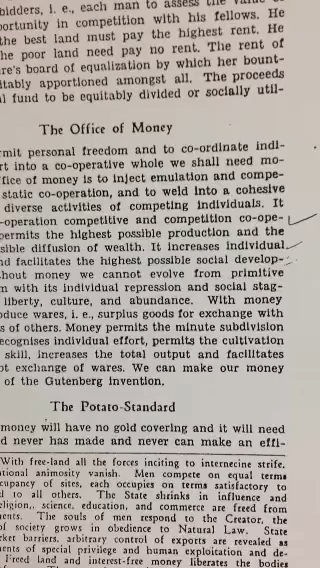 bidders, i. e., each man to assess the value of
portunity in competition with his fellows. He
the best land must pay the highest rent. He
he poor land need pay no rent. The rent of
re's board of equalization by which her bount-
itably apportioned amongst all. The proceeds
l fund to be equitably divided or socially util-
The Office of Money
rmit personal freedom and to co-ordinate indi-
rt into a co-operative whole we shall need mo-
ffice of money is to inject emulation and compe-
static co-operation, and to weld into a cohesive
diverse activities of competing individuals. It
-operation competitive and competition co-ope-
permits the highest possible production and the
sible diffusion of wealth. It increases individual
nd facilitates the highest possible social develop-
thout money we cannot evolve from primitive
m with its individual repression and social stag-
liberty, culture, and abundance. With money
oduce wares, i. e., surplus goods for exchange with
s of others. Money permits the minute subdivision
recognises individual effort, permits the cultivation
skill, increases the total output and facilitates
pt exchange of wares. We can make our money
of the Gutenberg invention.
The Potato-Standard
money will have no gold covering and it will need
d never has made and never can make an effi-
With free-land all the forces inciting to internecine strife,
ational animosity vanish. Men compete on equal terms
cupancy of sites, each occupies on terms satisfactory to
d to all others. The State shrinks in influence and
eligion,, science, education, and commerce are freed from
ments. The souls of men respond to the Creator, the
of society grows in obedience to Natural Law. State
rket barriers, arbitrary control of exports are revealed as
ments of special privilege and human exploitation and de-
Freed land and interest-free money liberates the bodies